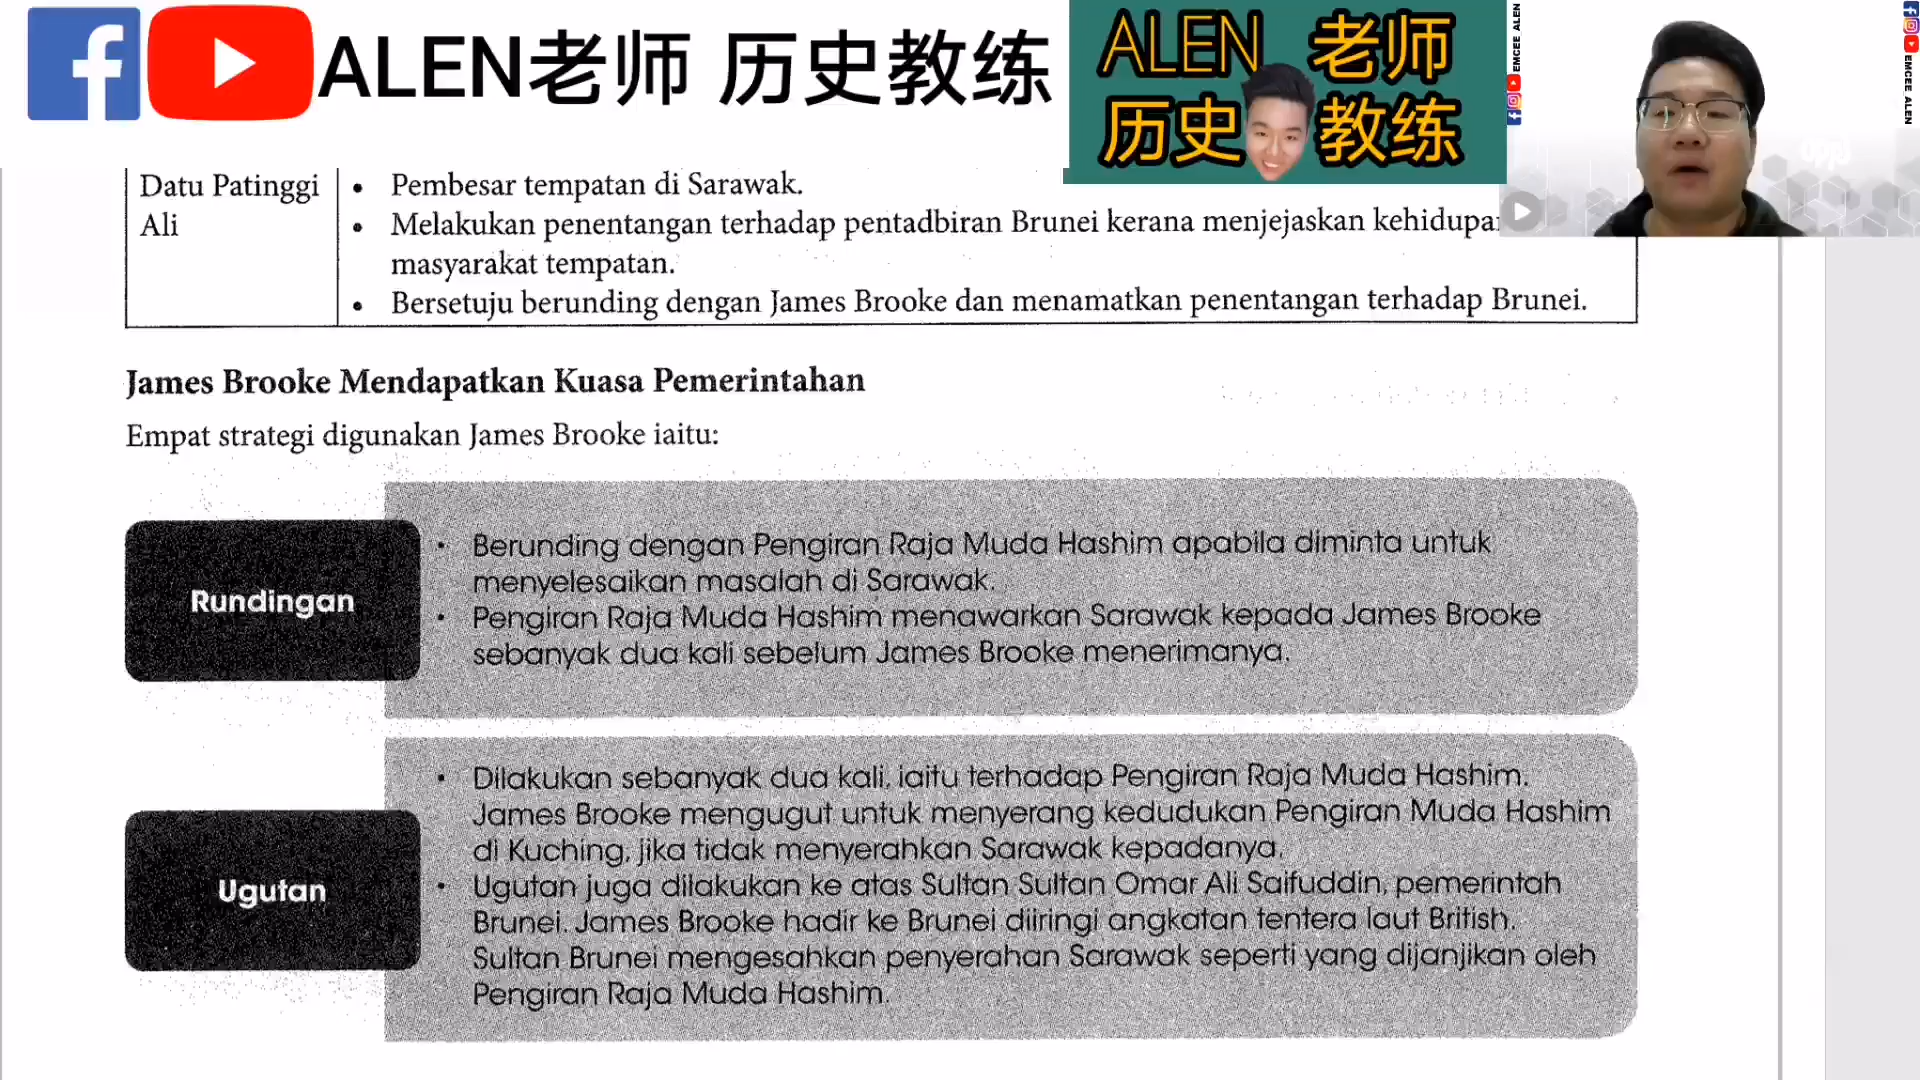 ALEN老师 历史教练
ALEN 老师
历史 教练
EMCEE ALEN
EMCEE ALEN
Datu Patinggi
Ali
• Pembesar tempatan di Sarawak.
• Melakukan penentangan terhadap pentadbiran Brunei kerana menjejaskan
masyarakat tempatan.
• Bersetuju berunding dengan James Brooke dan menamatkan penentangan terhadap Brunei.
James Brooke Mendapatkan Kuasa Pemerintahan
Empat strategi digunakan James Brooke iaitu:
Rundingan
• Berunding dengan Pengiran Raja Muda Hashim apabila diminta untuk
menyelesaikan masalah di Sarawak.
• Pengiran Raja Muda Hashim menawarkan Sarawak kepada James Brooke
sebanyak dua kali sebelum James Brooke menerimanya.
Ugutan
• Dilakukan sebanyak dua kali, iaitu terhadap Pengiran Raja Muda Hashim.
James Brooke mengugut untuk menyerang kedudukan Pengiran Muda Hashim
di Kuching, jika tidak menyerahkan Sarawak kepadanya.
• Ugutan juga dilakukan ke atas Sultan Sultan Omar Ali Saifuddin, pemerintah
Brunei. James Brooke hadir ke Brunei diiringi angkatan tentera laut British.
Sultan Brunei mengesahkan penyerahan Sarawak seperti yang dijanjikan oleh
Pengiran Raja Muda Hashim.